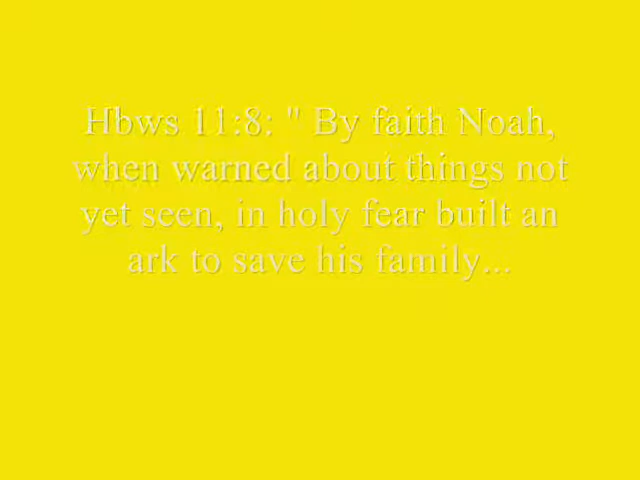 Hbws 11:8: " By faith Noah,
when warned about things not
yet seen, in holy fear built an
ark to save his family...